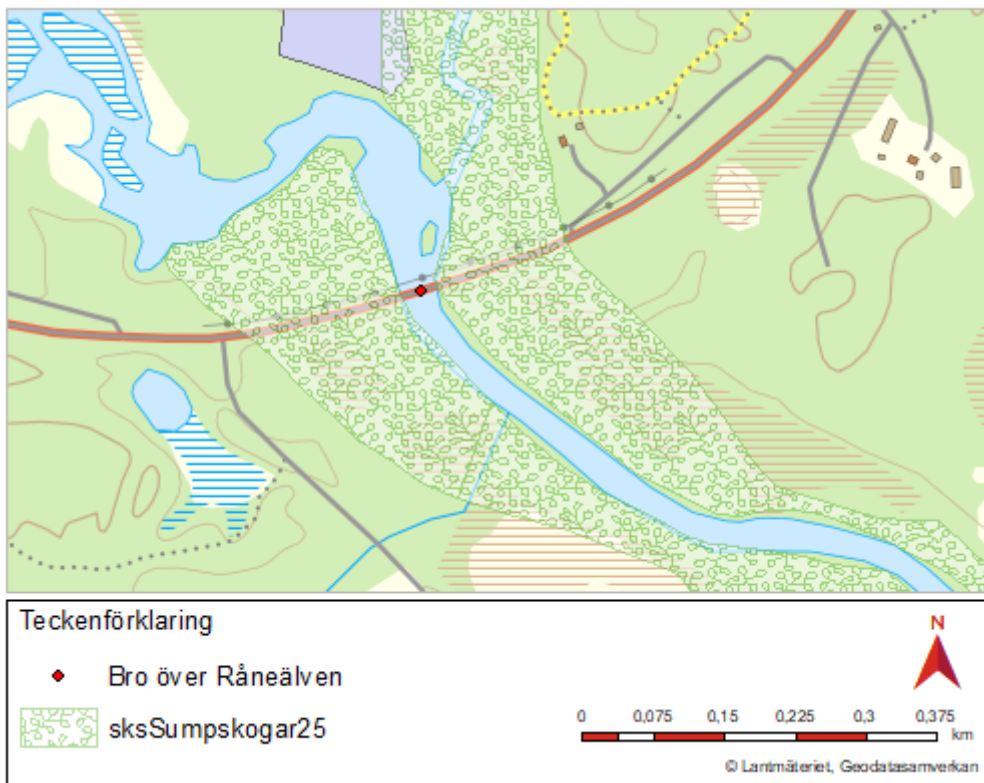 Teckenförklaring
Bro över Råneälven
sksSumpskogar25
N
0 0,075 0,15 0,225 0,3 0,375
km
© Lantmäteriet, Geodatasamverkan